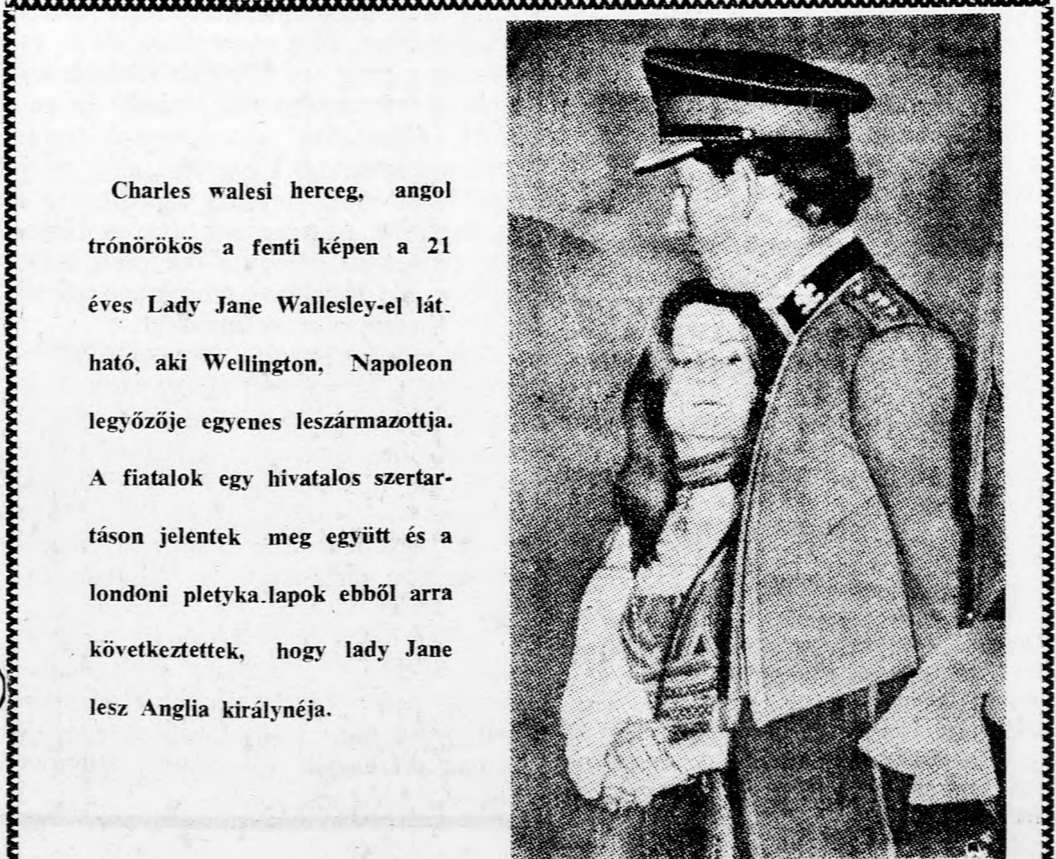 Charles walesi herceg, angol
trónörökös a fenti képen a 21
éves Lady Jane Wallesley-el lát.
ható, aki Wellington, Napoleon
legyőzője egyenes leszármazottja.
A fiatalok egy hivatalos szertar-
táson jelentek meg együtt és a
londoni pletyka.lapok ebből arra
következtettek, hogy lady Jane
lesz Anglia királynéja.